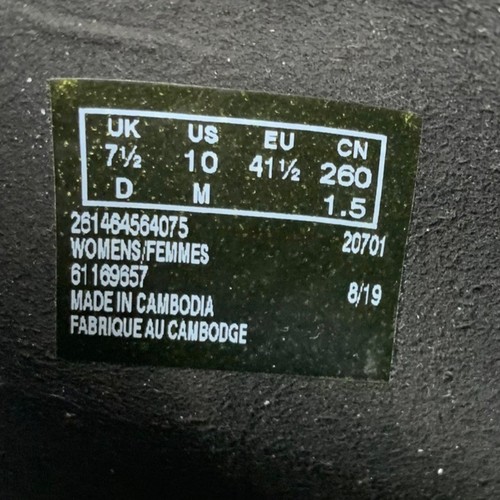 UK US EU CN
7½ 10 41½ 260
D M 1.5
261464564075 20701
WOMENS/FEMMES
61169657 8/19
MADE IN CAMBODIA
FABRIQUE AU CAMBODGE